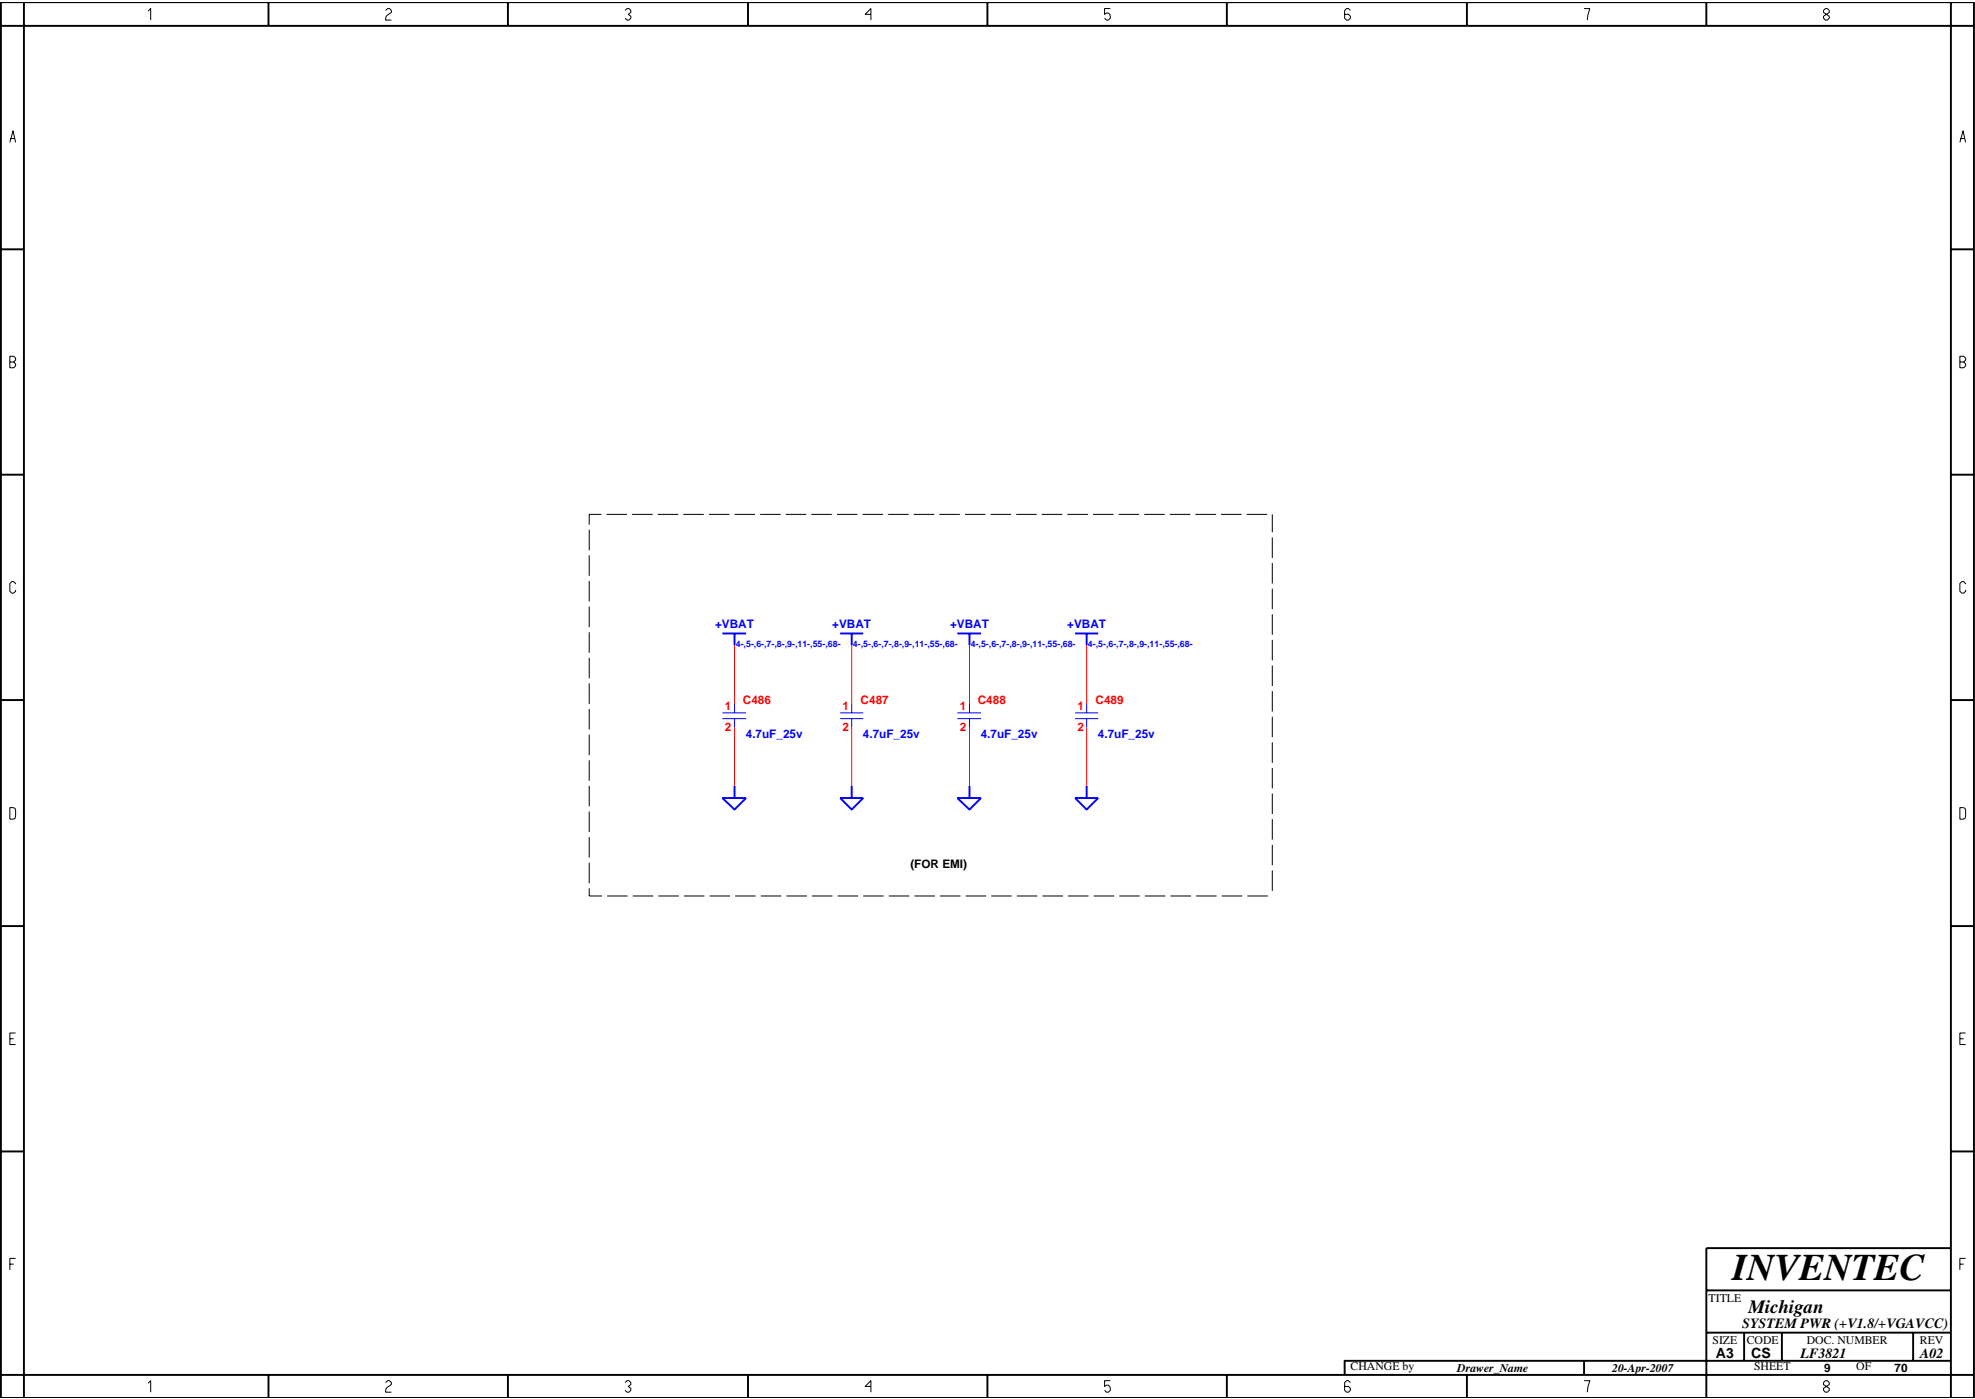 1 2 3 4 5 6 7 8
A A
B B
C C
+VBAT +VBAT +VBAT +VBAT
4-,5-,6-,7-,8-,9-,11-,55-,68- 4-,5-,6-,7-,8-,9-,11-,55-,68- 4-,5-,6-,7-,8-,9-,11-,55-,68- 4-,5-,6-,7-,8-,9-,11-,55-,68-
1 C486 1 C487 1 C488 1 C489
2 4.7uF_25v 2 4.7uF_25v 2 4.7uF_25v 2 4.7uF_25v
D D
(FOR EMI)
E E
F F
INVENTEC
TITLE Michigan
SYSTEM PWR (+V1.8/+VGAVCC)
SIZE CODE DOC. NUMBER REV
A3 CS LF3821 A02
CHANGE by Drawer_Name 20-Apr-2007 SHEET 9 OF 70
1 2 3 4 5 6 7 8